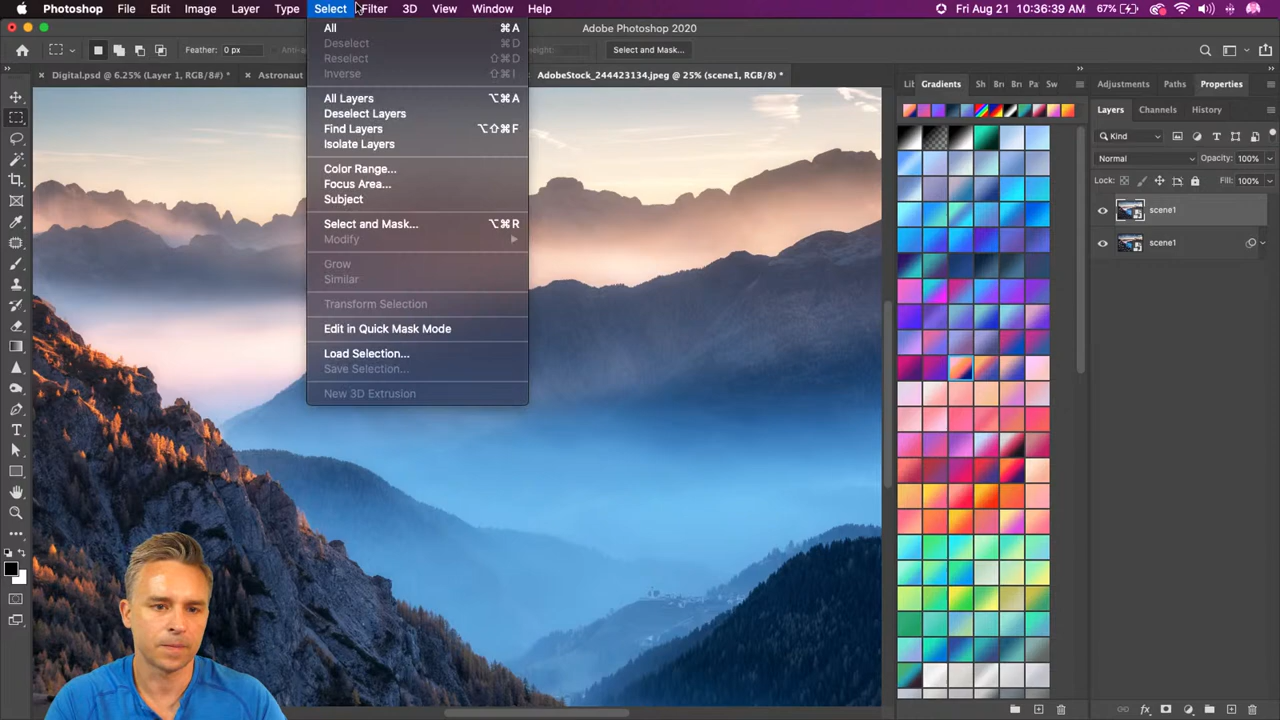 Photoshop File Edit Image Layer Type Select Filter 3D View Window Help 67% Fri Aug 21 10:36:39 AM
Adobe Photoshop 2020
Feather: 0 px Select and Mask...
Digital.psd @ 6.25% (Layer 1, RGB/8#) * Astronaut AdobeStock_244423134.jpeg @ 25% (scene1, RGB/8) *
All ⌘A
Deselect ⌘D
Reselect ⇧⌘D
Inverse ⇧⌘I
All Layers ⌥⌘A
Deselect Layers
Find Layers ⌥⇧⌘F
Isolate Layers
Color Range...
Focus Area...
Subject
Select and Mask... ⌥⌘R
Modify
Grow
Similar
Transform Selection
Edit in Quick Mask Mode
Load Selection...
Save Selection...
New 3D Extrusion
Gradients Sh Br Br Pa Sw
Adjustments Paths Properties
Layers Channels History
Kind
Normal Opacity: 100%
Lock: Fill: 100%
scene1
scene1